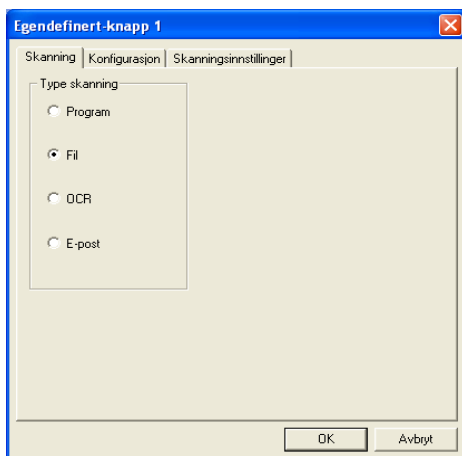 Egendefinert-knapp 1
Skanning Konfigurasjon Skanningsinnstillinger
Type skanning
Program
Fil
OCR
E-post
OK Avbryt